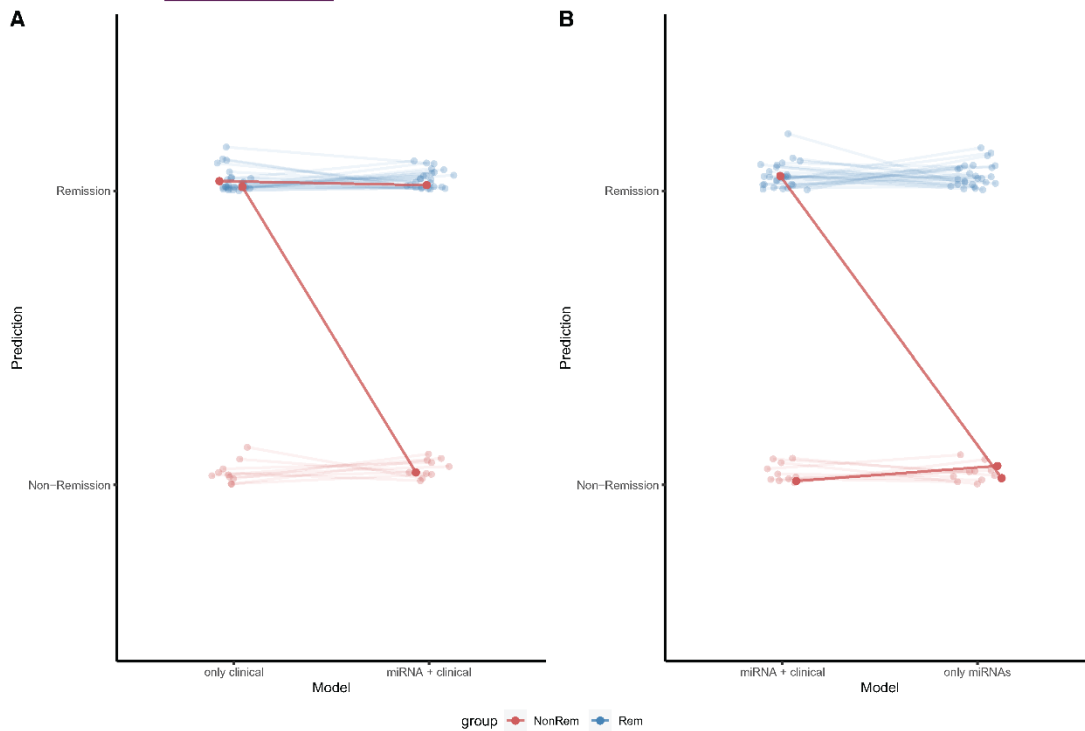 A
Prediction
Remission
Non-Remission
only clinical
miRNA + clinical
Model
B
Prediction
Remission
Non-Remission
miRNA + clinical
only miRNAs
Model
group NonRem Rem